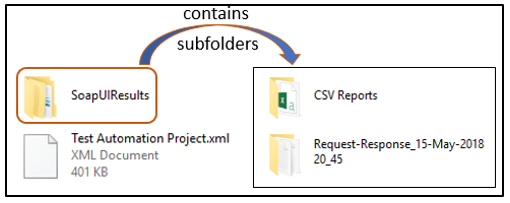 contains
subfolders
SoapUIResults
Test Automation Project.xml
XML Document
401 KB
CSV Reports
Request-Response_15-May-2018
20_45